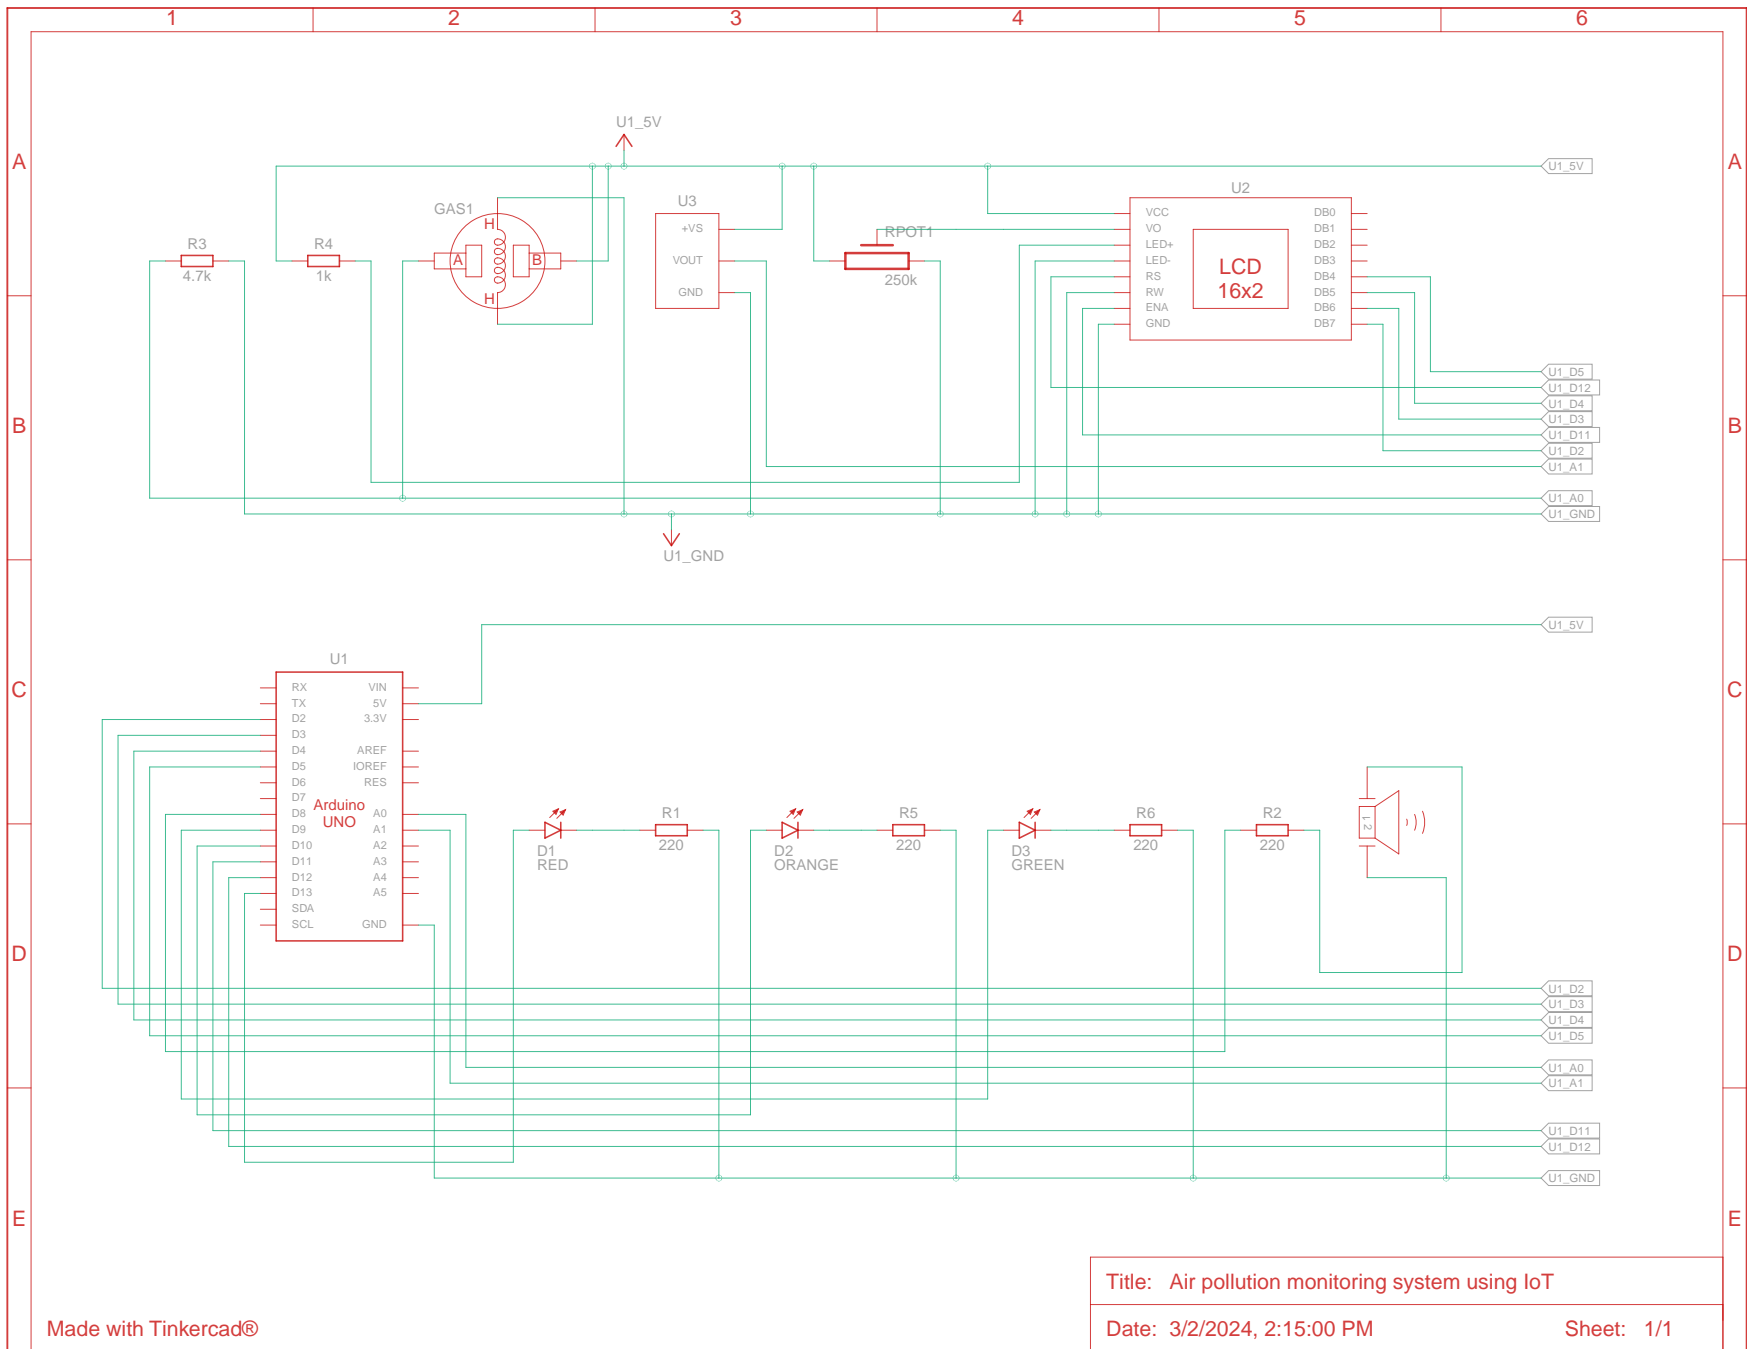 1 2 3 4 5 6
U1_5V
A A
U1_5V
U2
GAS1 U3
H
+VS
VCC DB0
VO DB1
RPOT1
LED+ DB2
R3 R4
A B
VOUT
LED- DB3
LCD
4.7k 1k
250k
RS DB4
16x2
H
GND
RW DB5
ENA DB6
GND DB7
U1_D5
U1_D12
U1_D4
U1_D3
B B
U1_D11
U1_D2
U1_A1
U1_A0
U1_GND
U1_GND
U1_5V
U1
C C
RX VIN
TX 5V
D2 3.3V
D3
D4 AREF
D5 IOREF
D6 RES
D7
Arduino
D8 A0
UNO
D9 A1
D10 A2
D11 A3
D12 A4
D13 A5
SDA
SCL GND
R1 R5 R6 R2
1 2
220 220 220 220
D1 D2 D3
RED ORANGE GREEN
D D
U1_D2
U1_D3
U1_D4
U1_D5
U1_A0
U1_A1
U1_D11
U1_D12
U1_GND
E E
Title: Air pollution monitoring system using IoT
Made with Tinkercad®
Date: 3/2/2024, 2:15:00 PM Sheet: 1/1